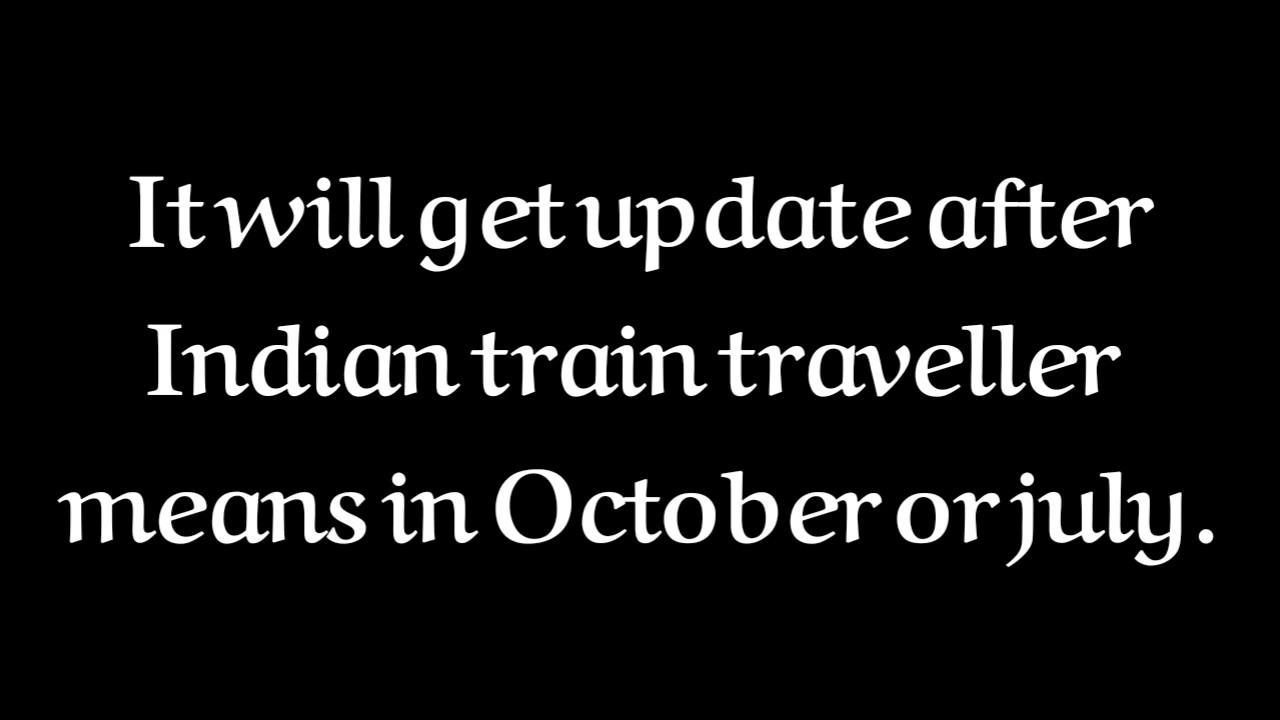 It will get update after
Indian train traveller
means in October or july.